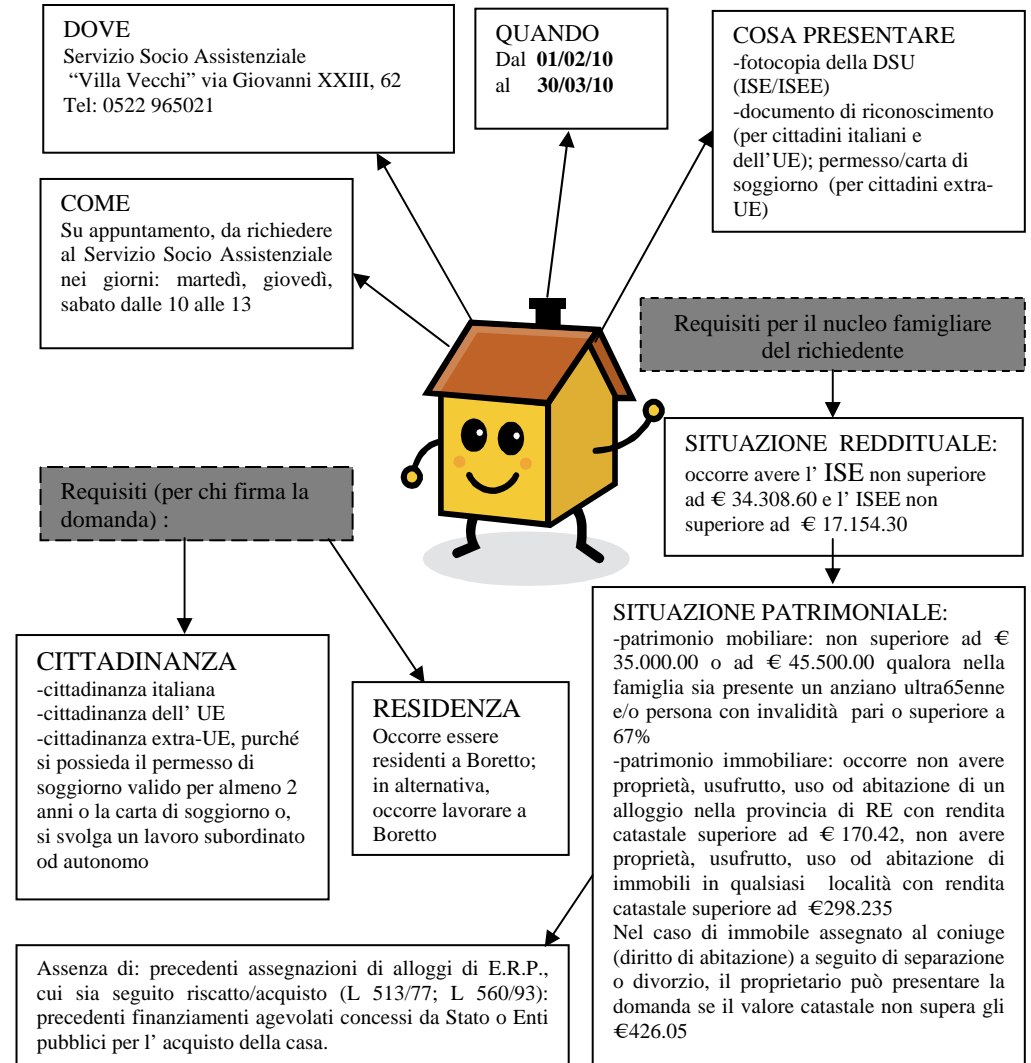 DOVE
Servizio Socio Assistenziale
“Villa Vecchi” via Giovanni XXIII, 62
Tel: 0522 965021
QUANDO
Dal 01/02/10
al 30/03/10
COSA PRESENTARE
-fotocopia della DSU
(ISE/ISEE)
-documento di riconoscimento
(per cittadini italiani e
dell’UE); permesso/carta di
soggiorno (per cittadini extra-
UE)
COME
Su appuntamento, da richiedere
al Servizio Socio Assistenziale
nei giorni: martedì, giovedì,
sabato dalle 10 alle 13
Requisiti per il nucleo famigliare
del richiedente
SITUAZIONE REDDITUALE:
occorre avere l’ ISE non superiore
ad € 34.308.60 e l’ ISEE non
superiore ad € 17.154.30
Requisiti (per chi firma la
domanda) :
CITTADINANZA
-cittadinanza italiana
-cittadinanza dell’ UE
-cittadinanza extra-UE, purché
si possieda il permesso di
soggiorno valido per almeno 2
anni o la carta di soggiorno o,
si svolga un lavoro subordinato
od autonomo
RESIDENZA
Occorre essere
residenti a Boretto;
in alternativa,
occorre lavorare a
Boretto
SITUAZIONE PATRIMONIALE:
-patrimonio mobiliare: non superiore ad €
35.000.00 o ad € 45.500.00 qualora nella
famiglia sia presente un anziano ultra65enne
e/o persona con invalidità pari o superiore a
67%
-patrimonio immobiliare: occorre non avere
proprietà, usufrutto, uso od abitazione di un
alloggio nella provincia di RE con rendita
catastale superiore ad € 170.42, non avere
proprietà, usufrutto, uso od abitazione di
immobili in qualsiasi località con rendita
catastale superiore ad €298.235
Nel caso di immobile assegnato al coniuge
(diritto di abitazione) a seguito di separazione
o divorzio, il proprietario può presentare la
domanda se il valore catastale non supera gli
€426.05
Assenza di: precedenti assegnazioni di alloggi di E.R.P.,
cui sia seguito riscatto/acquisto (L 513/77; L 560/93):
precedenti finanziamenti agevolati concessi da Stato o Enti
pubblici per l’ acquisto della casa.